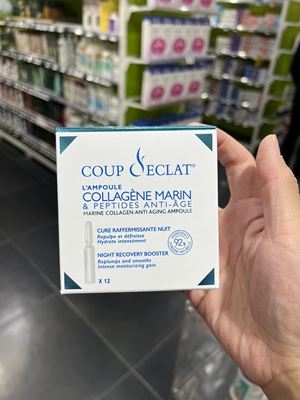 COUP D'ECLAT®
L'AMPOULE
COLLAGÈNE MARIN
& PEPTIDES ANTI-ÂGE
MARINE COLLAGEN ANTI AGING AMPOULE
CURE RAFFERMISSANTE NUIT
Repulpe et défroisse
Hydrate intensément
92%
NIGHT RECOVERY BOOSTER
Replumps and smooths
Intense moisturizing gain
X 12